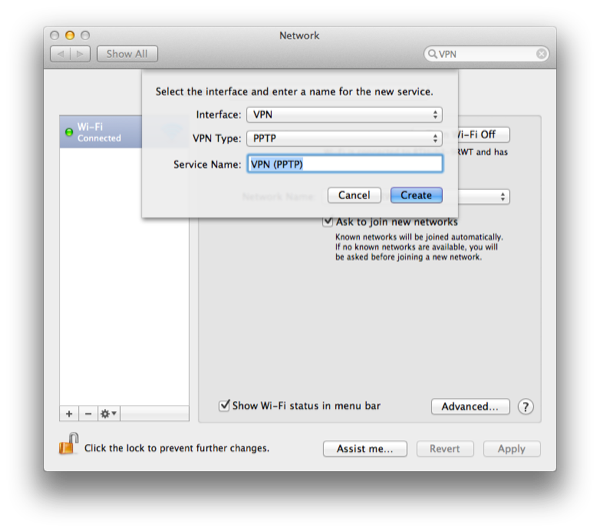 Network
Show All
VPN
Select the interface and enter a name for the new service.
Interface: VPN
VPN Type: PPTP
Service Name: VPN (PPTP)
Cancel
Create
Wi-Fi
Connected
Wi-Fi Off
RWT and has
Network Name
Ask to join new networks
Known networks will be joined automatically.
If no known networks are available, you will
be asked before joining a new network.
Show Wi-Fi status in menu bar
Advanced...
?
Click the lock to prevent further changes.
Assist me...
Revert
Apply